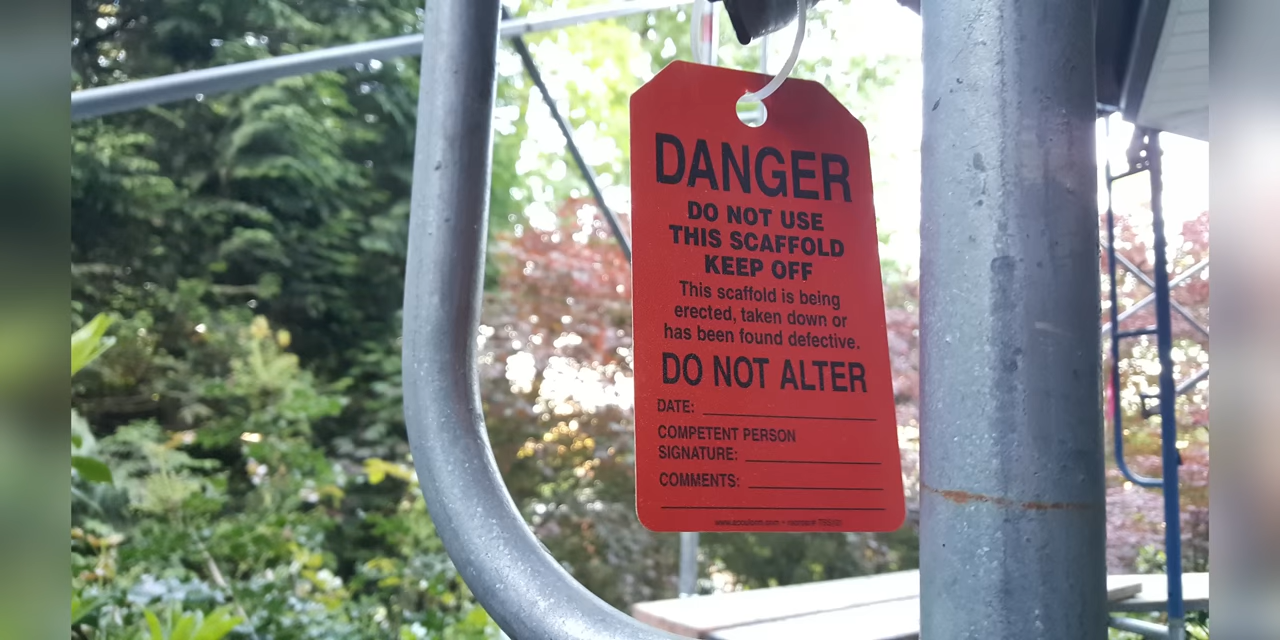 DANGER
DO NOT USE
THIS SCAFFOLD
KEEP OFF
This scaffold is being
erected, taken down or
has been found defective.
DO NOT ALTER
DATE:
COMPETENT PERSON
SIGNATURE:
COMMENTS: